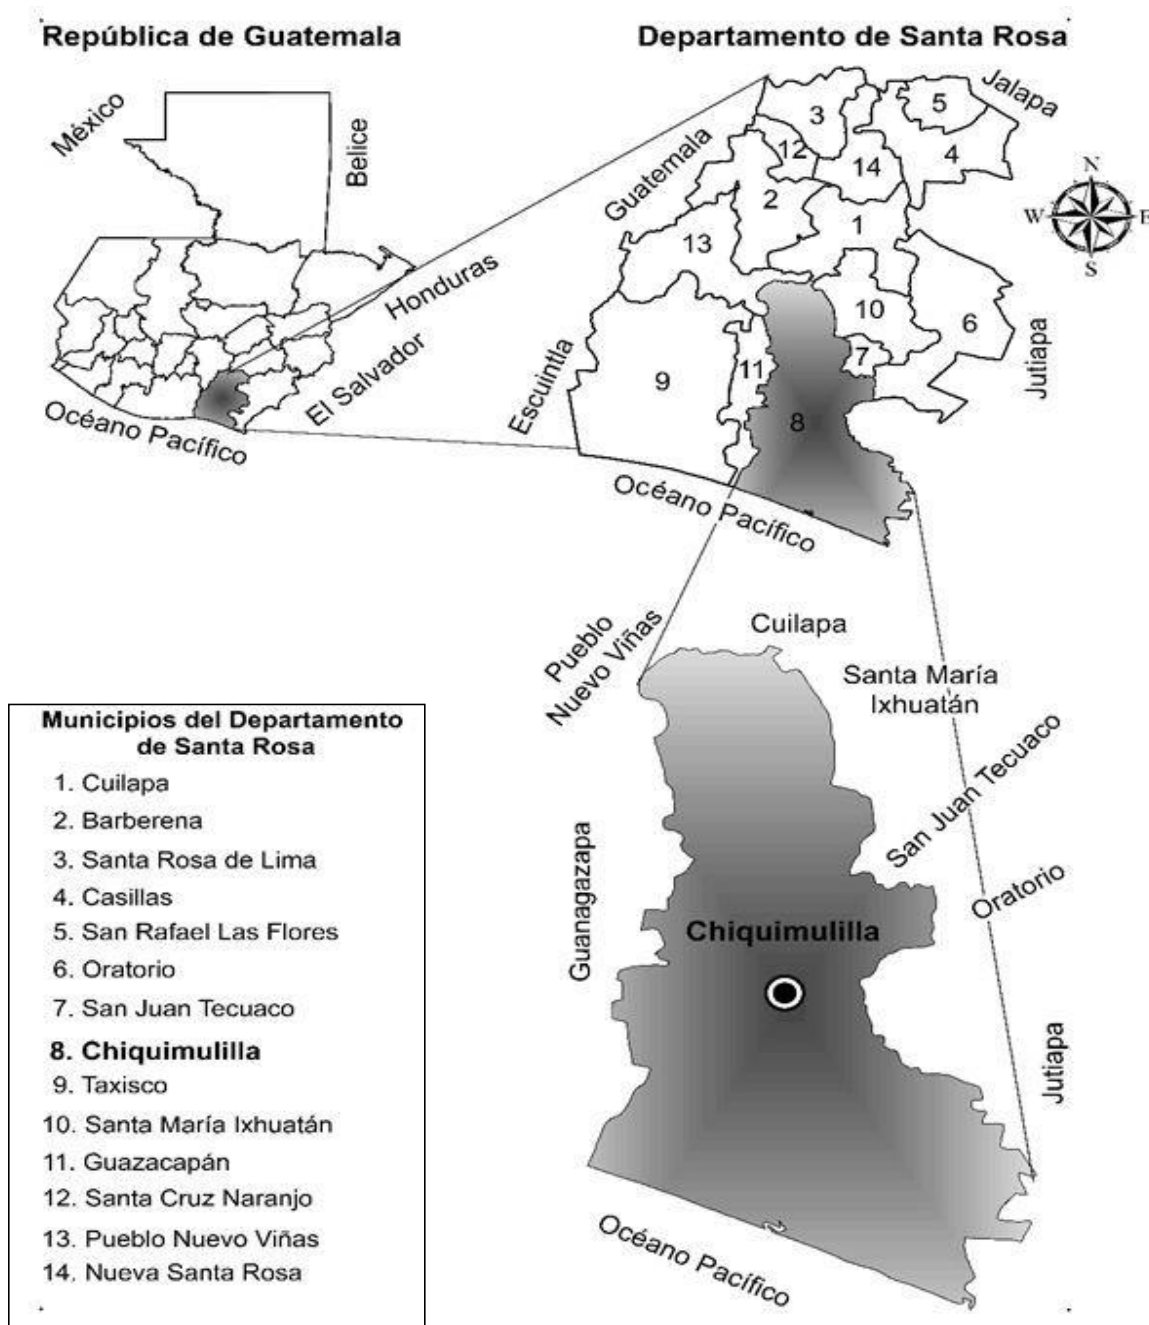 República de Guatemala
México
Belice
Honduras
El Salvador
Océano Pacífico
Departamento de Santa Rosa
Jalapa
Guatemala
Escuintla
Jutiapa
Océano Pacífico
3
5
12
14
4
2
1
13
10
6
7
11
9
8
N
W
E
S
Pueblo
Nuevo Viñas
Cuilapa
Santa María
Ixhuatán
San Juan Tecuaco
Oratorio
Guanagazapa
Chiquimulilla
Jutiapa
Océano Pacífico
Municipios del Departamento
de Santa Rosa
1. Cuilapa
2. Barberena
3. Santa Rosa de Lima
4. Casillas
5. San Rafael Las Flores
6. Oratorio
7. San Juan Tecuaco
8. Chiquimulilla
9. Taxisco
10. Santa María Ixhuatán
11. Guazacapán
12. Santa Cruz Naranjo
13. Pueblo Nuevo Viñas
14. Nueva Santa Rosa